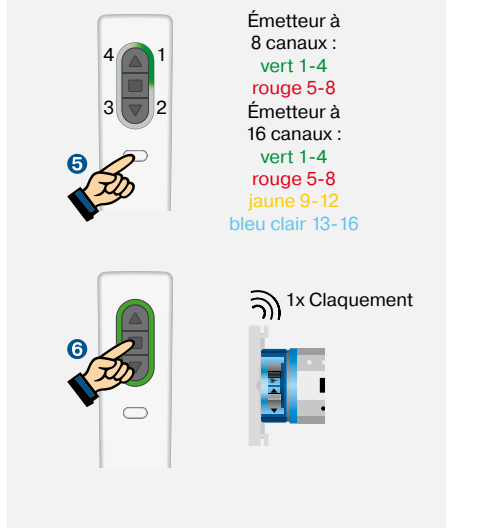 4 1
3 2
5
Émetteur à
8 canaux :
vert 1-4
rouge 5-8
Émetteur à
16 canaux :
vert 1-4
rouge 5-8
jaune 9-12
bleu clair 13-16
6
1x Claquement